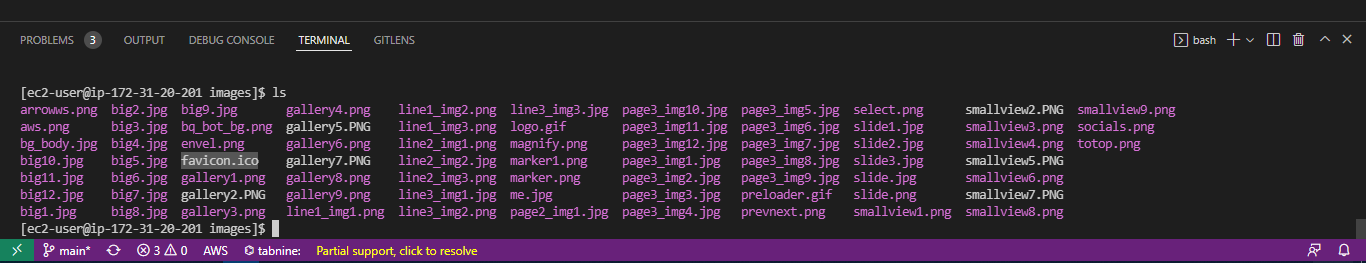 PROBLEMS 3 OUTPUT DEBUG CONSOLE TERMINAL GITLENS bash
[ec2-user@ip-172-31-20-201 images]$ ls
arrowws.png big2.jpg big9.jpg gallery4.png line1_img2.png line3_img3.jpg page3_img10.jpg page3_img5.jpg select.png smallview2.PNG smallview9.png
aws.png big3.jpg bq_bot_bg.png gallery5.PNG line1_img3.png logo.gif page3_img11.jpg page3_img6.jpg slide1.jpg smallview3.png socials.png
bg_body.jpg big4.jpg envel.png gallery6.png line2_img1.png magnify.png page3_img12.jpg page3_img7.jpg slide2.jpg smallview4.png totop.png
big10.jpg big5.jpg favicon.ico gallery7.PNG line2_img2.jpg marker1.png page3_img1.jpg page3_img8.jpg slide3.jpg smallview5.PNG
big11.jpg big6.jpg gallery1.png gallery8.png line2_img3.png marker.png page3_img2.jpg page3_img9.jpg slide.jpg smallview6.png
big12.jpg big7.jpg gallery2.PNG gallery9.png line3_img1.jpg me.jpg page3_img3.jpg preloader.gif slide.png smallview7.PNG
big1.jpg big8.jpg gallery3.png line1_img1.png line3_img2.png page2_img1.jpg page3_img4.jpg prevnext.png smallview1.png smallview8.png
[ec2-user@ip-172-31-20-201 images]$
main* 3 0 AWS tabnine: Partial support, click to resolve